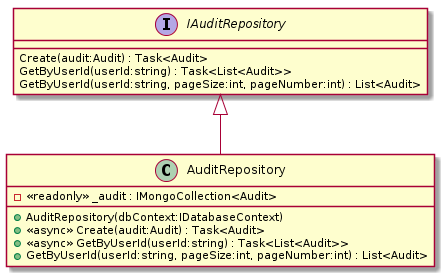 I IAuditRepository
Create(audit:Audit) : Task<Audit>
GetByUserId(userId:string) : Task<List<Audit>>
GetByUserId(userId:string, pageSize:int, pageNumber:int) : List<Audit>
C AuditRepository
«readonly» _audit : IMongoCollection<Audit>
AuditRepository(dbContext:IDatabaseContext)
«async» Create(audit:Audit) : Task<Audit>
«async» GetByUserId(userId:string) : Task<List<Audit>>
GetByUserId(userId:string, pageSize:int, pageNumber:int) : List<Audit>